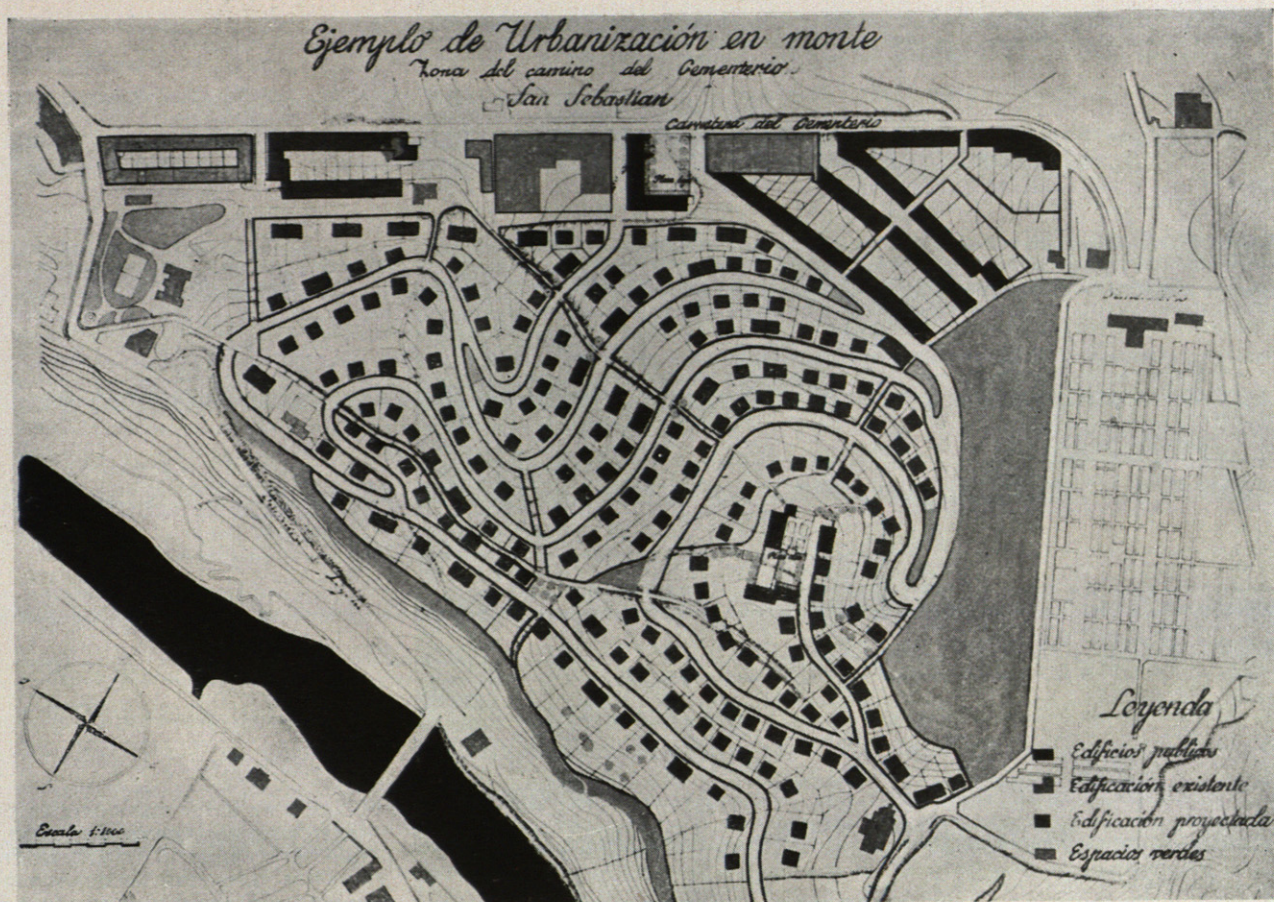 Ejemplo de Urbanización en monte
Zona del camino del Cementerio
San Sebastian
Carretera del Cementerio
Leyenda
Edificios publicos
Edificación existente
Edificación proyectada
Espacios verdes
Escala 1:1000